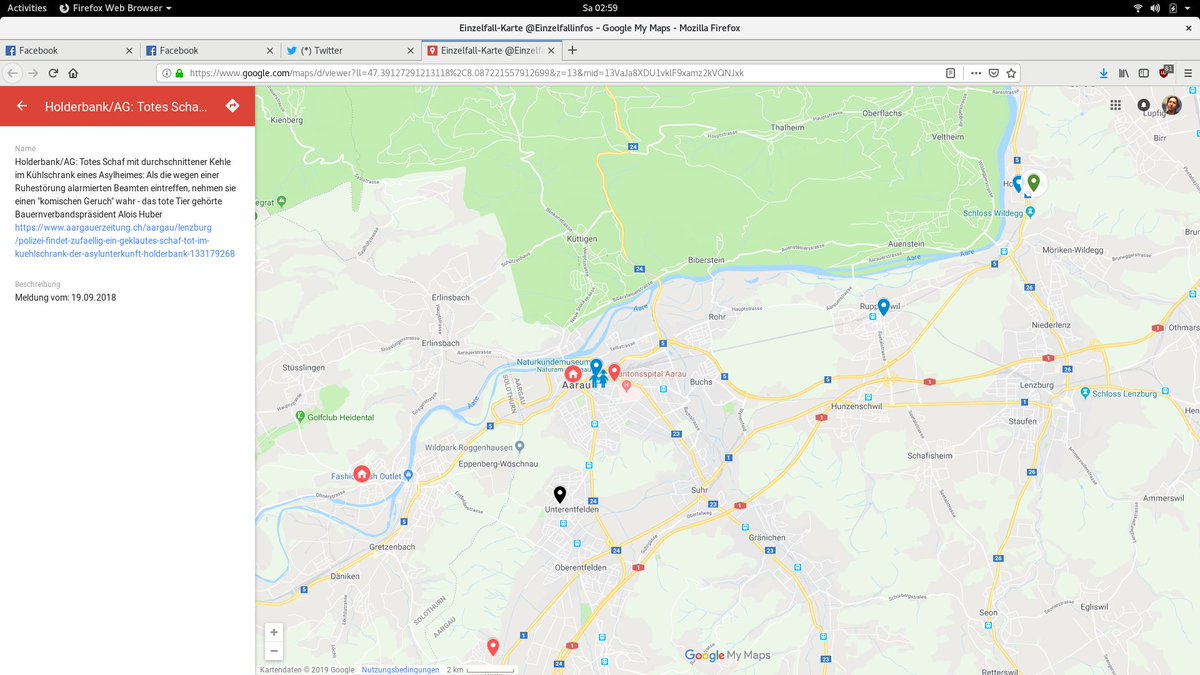 Activities Firefox Web Browser Sa 02:59
Einzelfall-Karte @Einzelfallinfos – Google My Maps - Mozilla Firefox
Facebook Facebook (*) Twitter Einzelfall-Karte @Einzelf
https://www.google.com/maps/d/viewer?ll=47.39127291213118%2C8.087221557912699&z=13&mid=13VaJa8XDU1vklF9xamz2kVQNJxk
Holderbank/AG: Totes Scha...
Name
Holderbank/AG: Totes Schaf mit durchschnittener Kehle
im Kühlschrank eines Asylheimes: Als die wegen einer
Ruhestörung alarmierten Beamten eintreffen, nehmen sie
einen "komischen Geruch" wahr - das tote Tier gehörte
Bauernverbandspräsident Alois Huber
https://www.aargauerzeitung.ch/aargau/lenzburg
/polizei-findet-zufaellig-ein-geklautes-schaf-tot-im-
kuehlschrank-der-asylunterkunft-holderbank-133179268
Beschreibung
Meldung vom: 19.09.2018
Kienberg
Thalheim
Oberflachs
Veltheim
Lupfig
Birr
Schloss Wildegg
Küttigen
Auenstein
Biberstein
Möriken-Wildegg
Aare
Erlinsbach
Rohr
Niederlenz
Othmars
Erlinsbach
Stüsslingen
Naturkundemuseum
Aarau
Kantonsspital Aarau
Buchs
Lenzburg
Schloss Lenzburg
Hunzenschwil
Staufen
Golfclub Heidental
SOLOTHURN
AARGAU
Wildpark Roggenhausen
Eppenberg-Wöschnau
Schafisheim
Suhr
Ammerswil
Unterentfelden
Gränichen
Gretzenbach
Oberentfelden
Däniken
SOLOTHURN
AARGAU
Seon
Egliswil
Google My Maps
Kartendaten © 2019 Google Nutzungsbedingungen 2 km